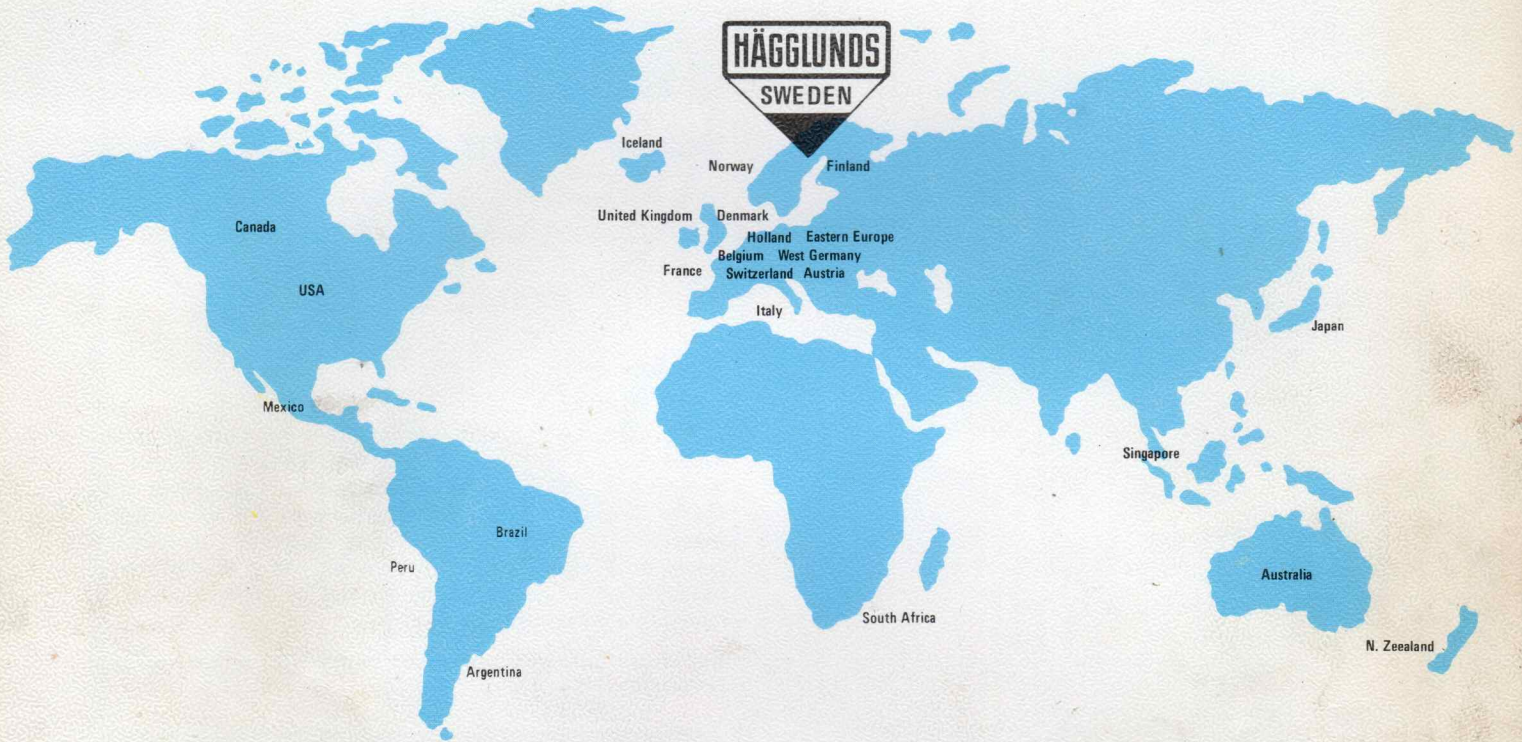 HÄGGLUNDS
SWEDEN
Iceland
Norway
Finland
United Kingdom
Denmark
Canada
Holland
Eastern Europe
Belgium
West Germany
France
Switzerland
Austria
USA
Italy
Japan
Mexico
Singapore
Brazil
Peru
Australia
South Africa
N. Zeealand
Argentina